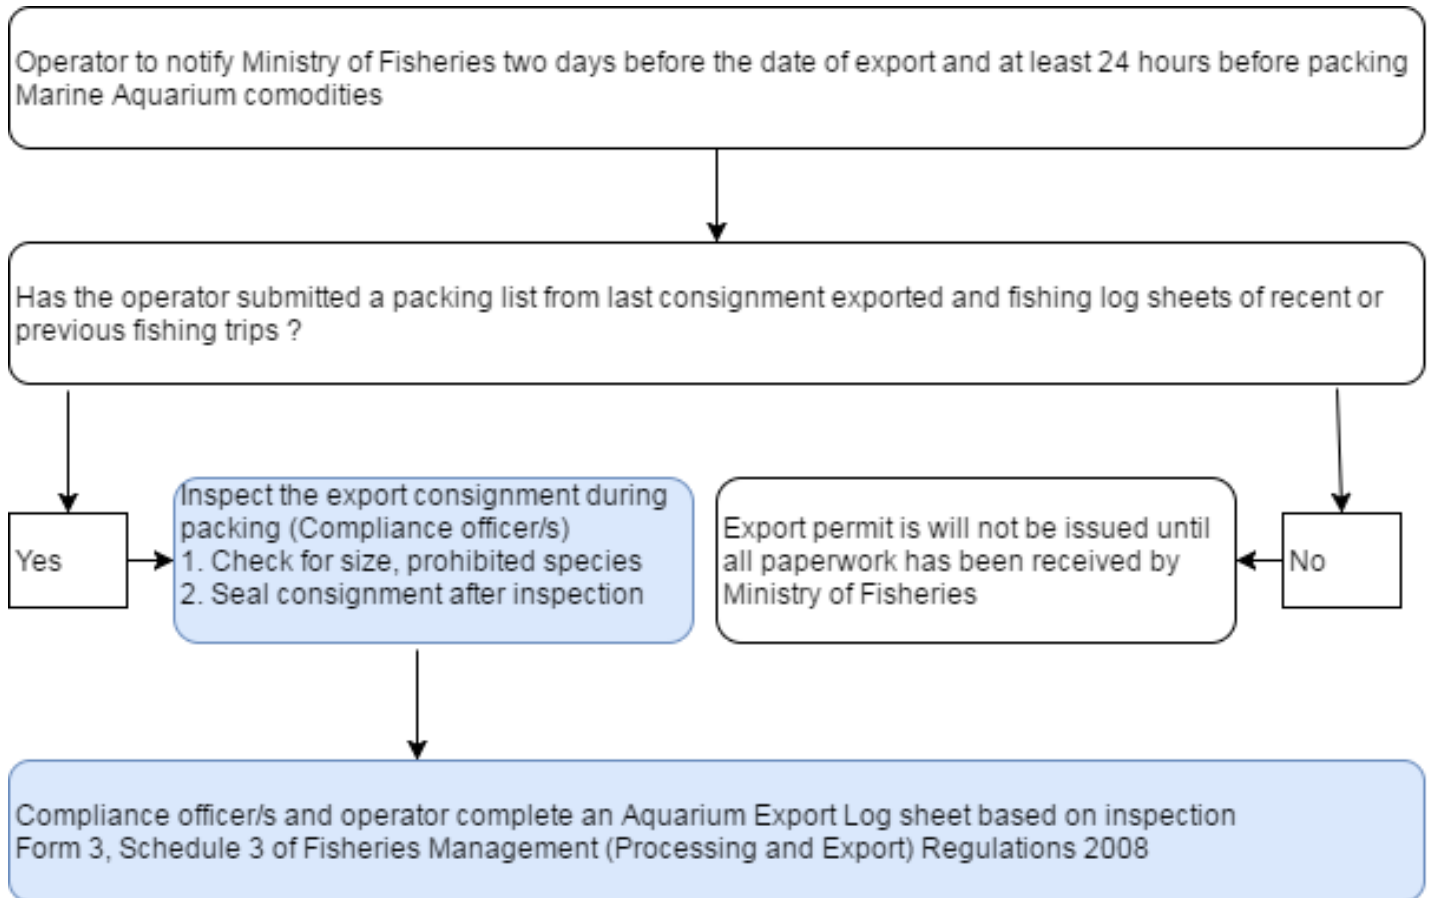 Operator to notify Ministry of Fisheries two days before the date of export and at least 24 hours before packing
Marine Aquarium comodities
Has the operator submitted a packing list from last consignment exported and fishing log sheets of recent or
previous fishing trips ?
Yes
Inspect the export consignment during
packing (Compliance officer/s)
1. Check for size, prohibited species
2. Seal consignment after inspection
Export permit is will not be issued until
all paperwork has been received by
Ministry of Fisheries
No
Compliance officer/s and operator complete an Aquarium Export Log sheet based on inspection
Form 3, Schedule 3 of Fisheries Management (Processing and Export) Regulations 2008